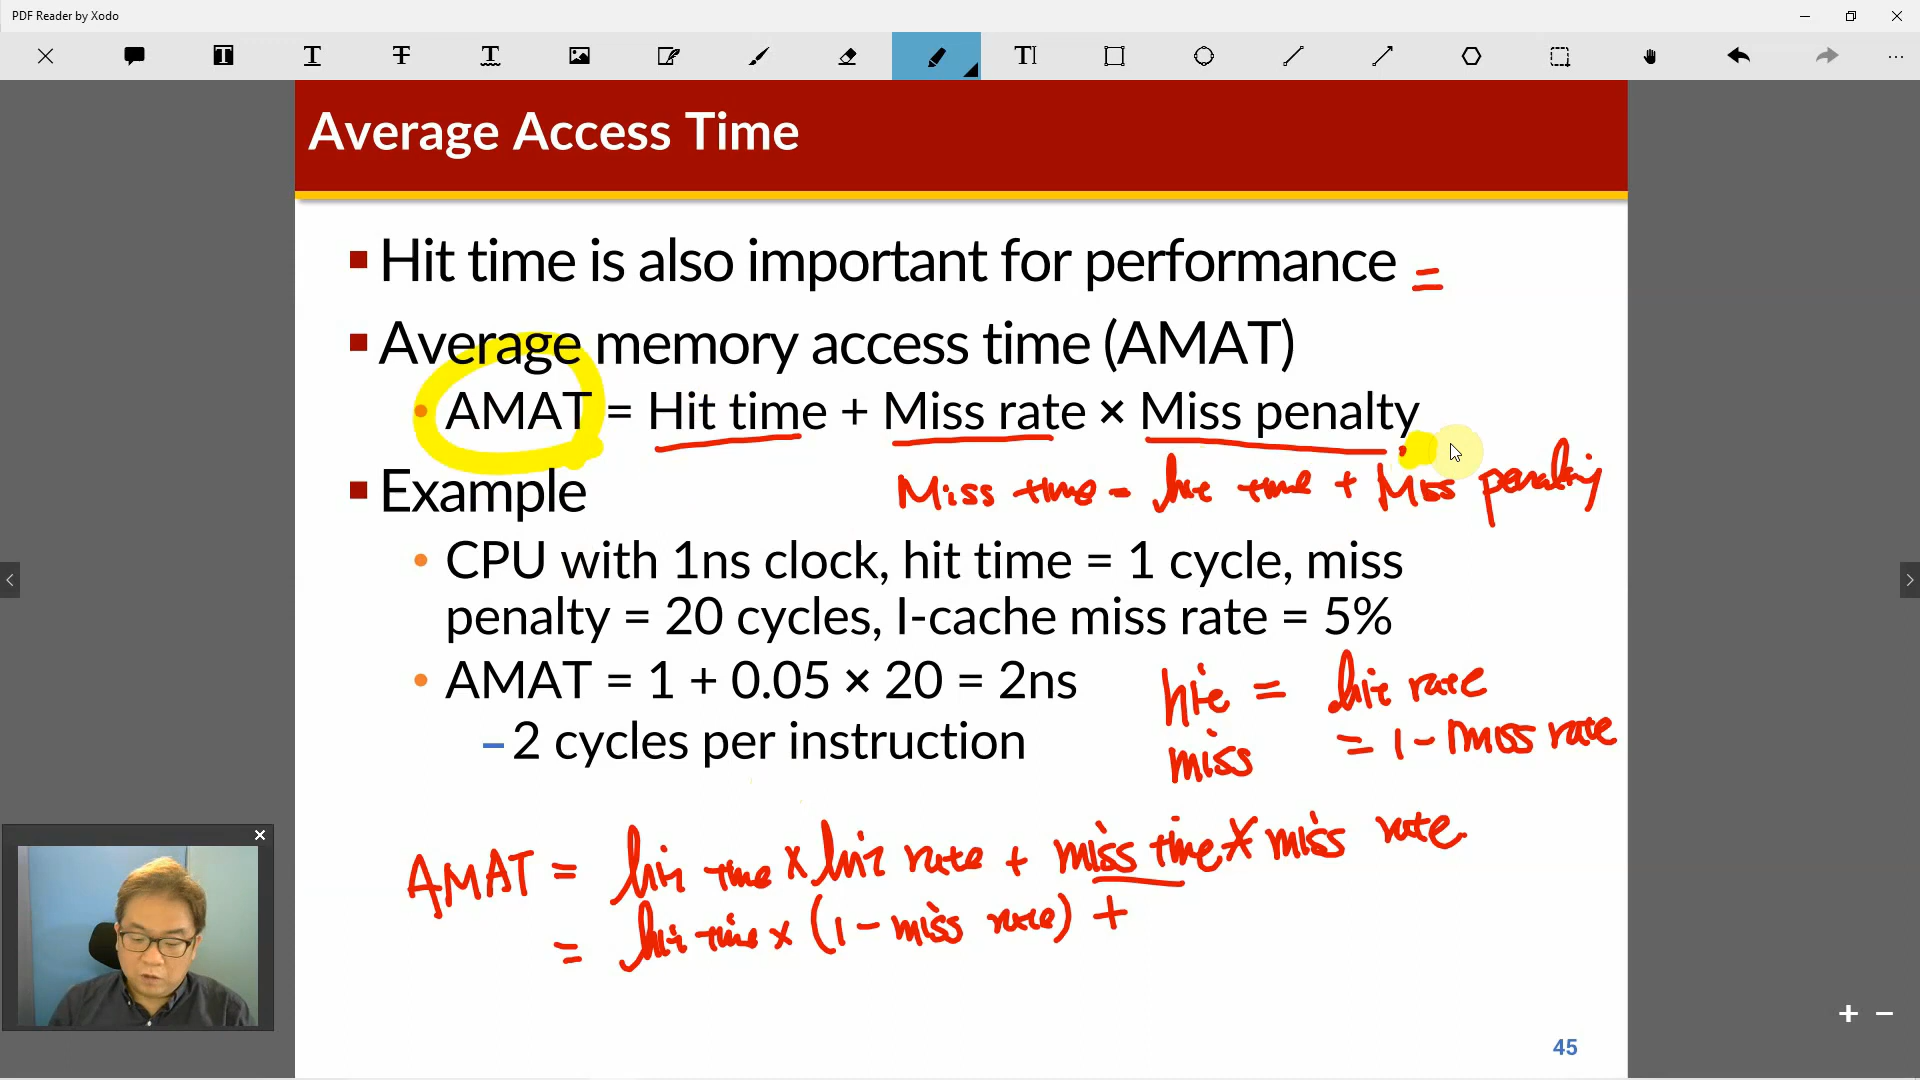 PDF Reader by Xodo
Average Access Time
Hit time is also important for performance =
Average memory access time (AMAT)
AMAT = Hit time + Miss rate × Miss penalty
Miss time = hit time + Miss penalty
Example
CPU with 1ns clock, hit time = 1 cycle, miss
penalty = 20 cycles, I-cache miss rate = 5%
AMAT = 1 + 0.05 × 20 = 2ns
– 2 cycles per instruction
hit = hit rate
miss = 1 - miss rate
AMAT = hit time × hit rate + miss time × miss rate
= hit time × (1 - miss rate) +
45